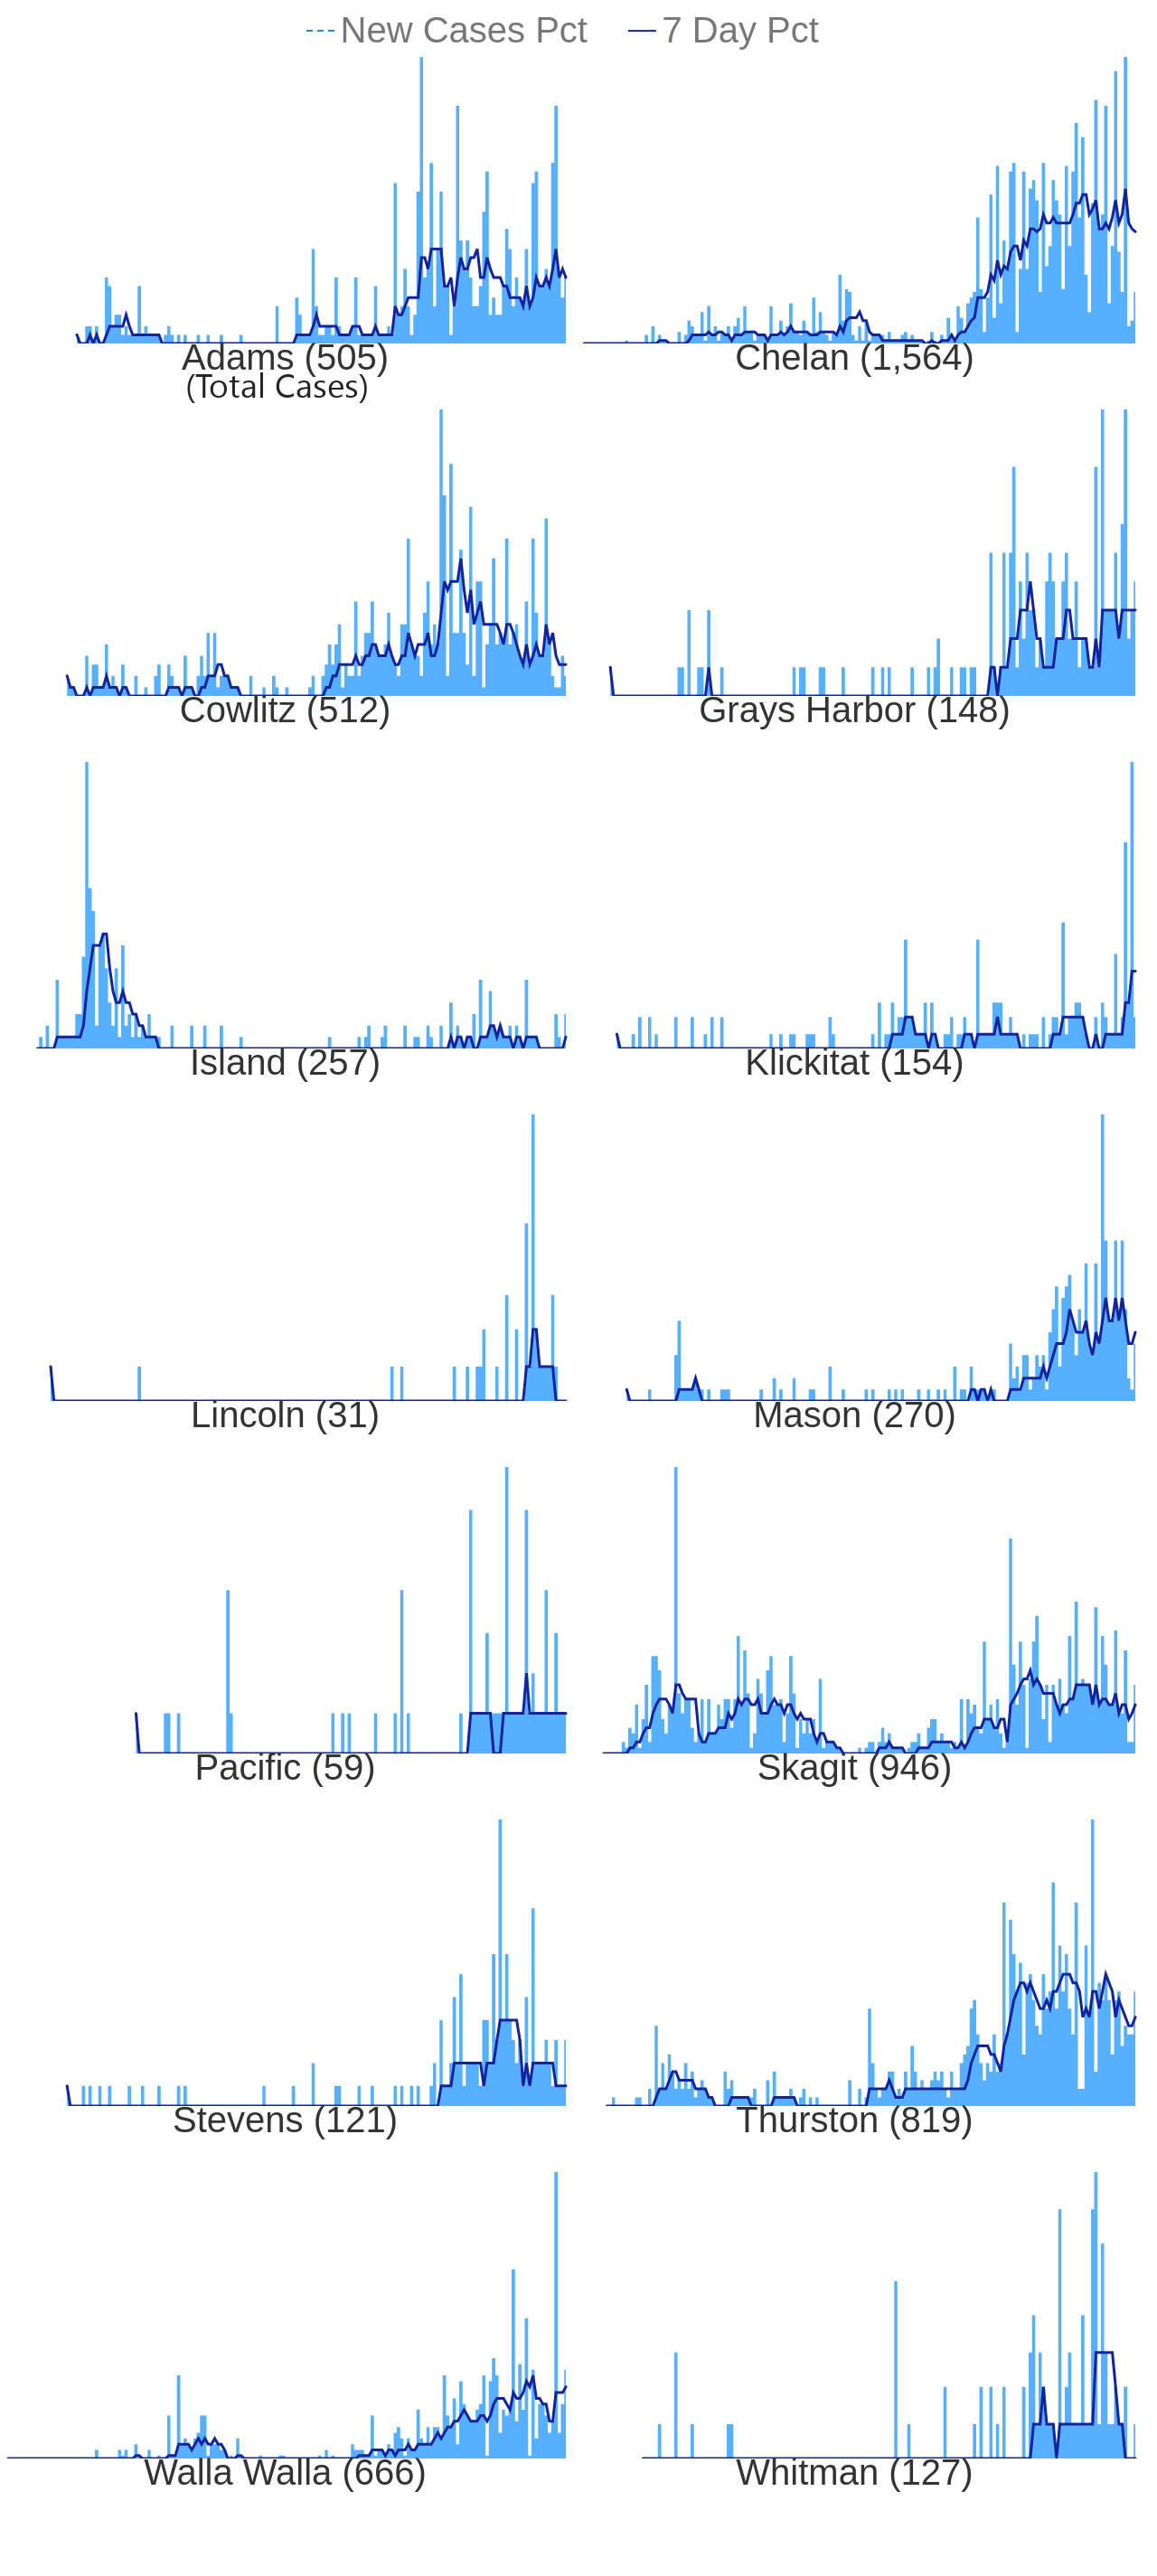 New Cases Pct 7 Day Pct
Adams (505) Chelan (1,564)
(Total Cases)
Cowlitz (512) Grays Harbor (148)
Island (257) Klickitat (154)
Lincoln (31) Mason (270)
Pacific (59) Skagit (946)
Stevens (121) Thurston (819)
Walla Walla (666) Whitman (127)